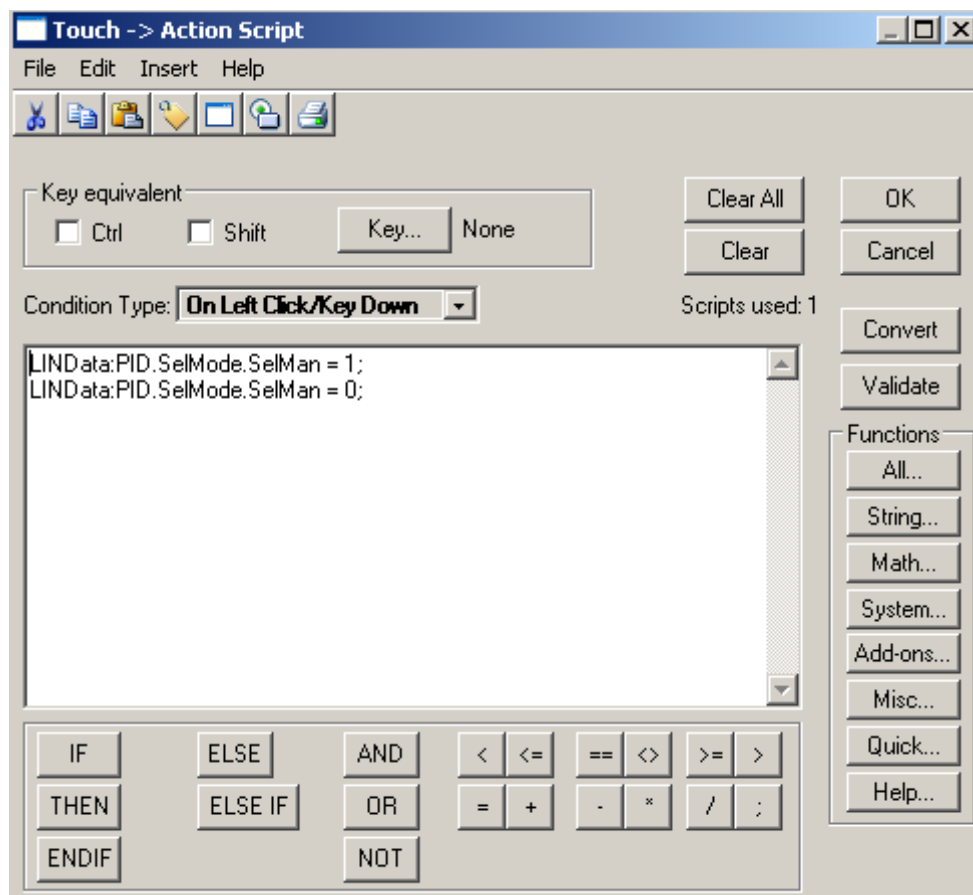 Touch -> Action Script
File Edit Insert Help
Key equivalent
Ctrl Shift Key... None
Clear All OK
Clear Cancel
Condition Type: On Left Click/Key Down Scripts used: 1
Convert
Validate
LINData:PID.SelMode.SelMan = 1;
LINData:PID.SelMode.SelMan = 0;
Functions
All...
String...
Math...
System...
Add-ons...
Misc...
Quick...
Help...
IF ELSE AND < <= == <> >= >
THEN ELSE IF OR = + - * / ;
ENDIF NOT